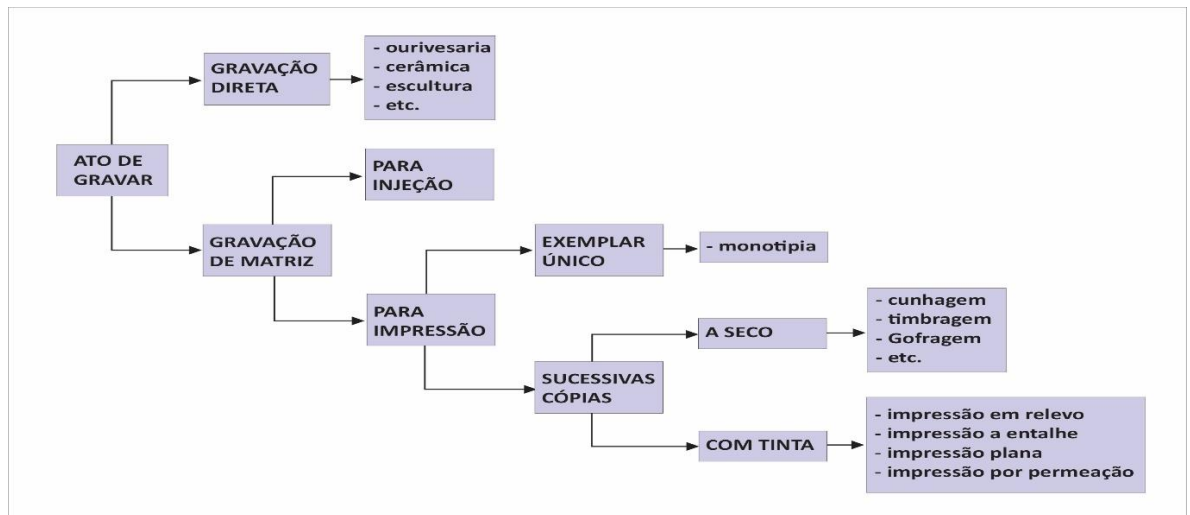 ATO DE
GRAVAR
GRAVAÇÃO
DIRETA
- ourivesaria
- cerâmica
- escultura
- etc.
GRAVAÇÃO
DE MATRIZ
PARA
INJEÇÃO
PARA
IMPRESSÃO
EXEMPLAR
ÚNICO
- monotipia
SUCESSIVAS
CÓPIAS
A SECO
- cunhagem
- timbragem
- Gofragem
- etc.
COM TINTA
- impressão em relevo
- impressão a entalhe
- impressão plana
- impressão por permeação